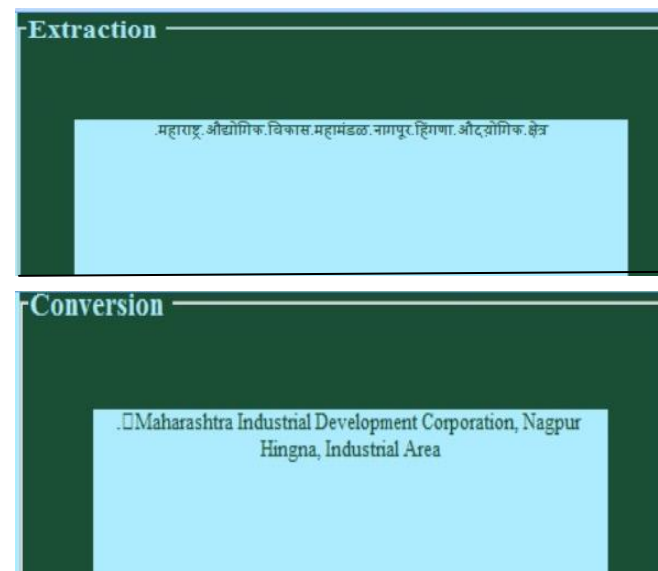 Extraction
.महाराष्ट्र.औद्योगिक.विकास.महामंडळ.नागपूर.हिंगणा.औद्य़ोगिक.क्षेत्र
Conversion
.▯Maharashtra Industrial Development Corporation, Nagpur
Hingna, Industrial Area